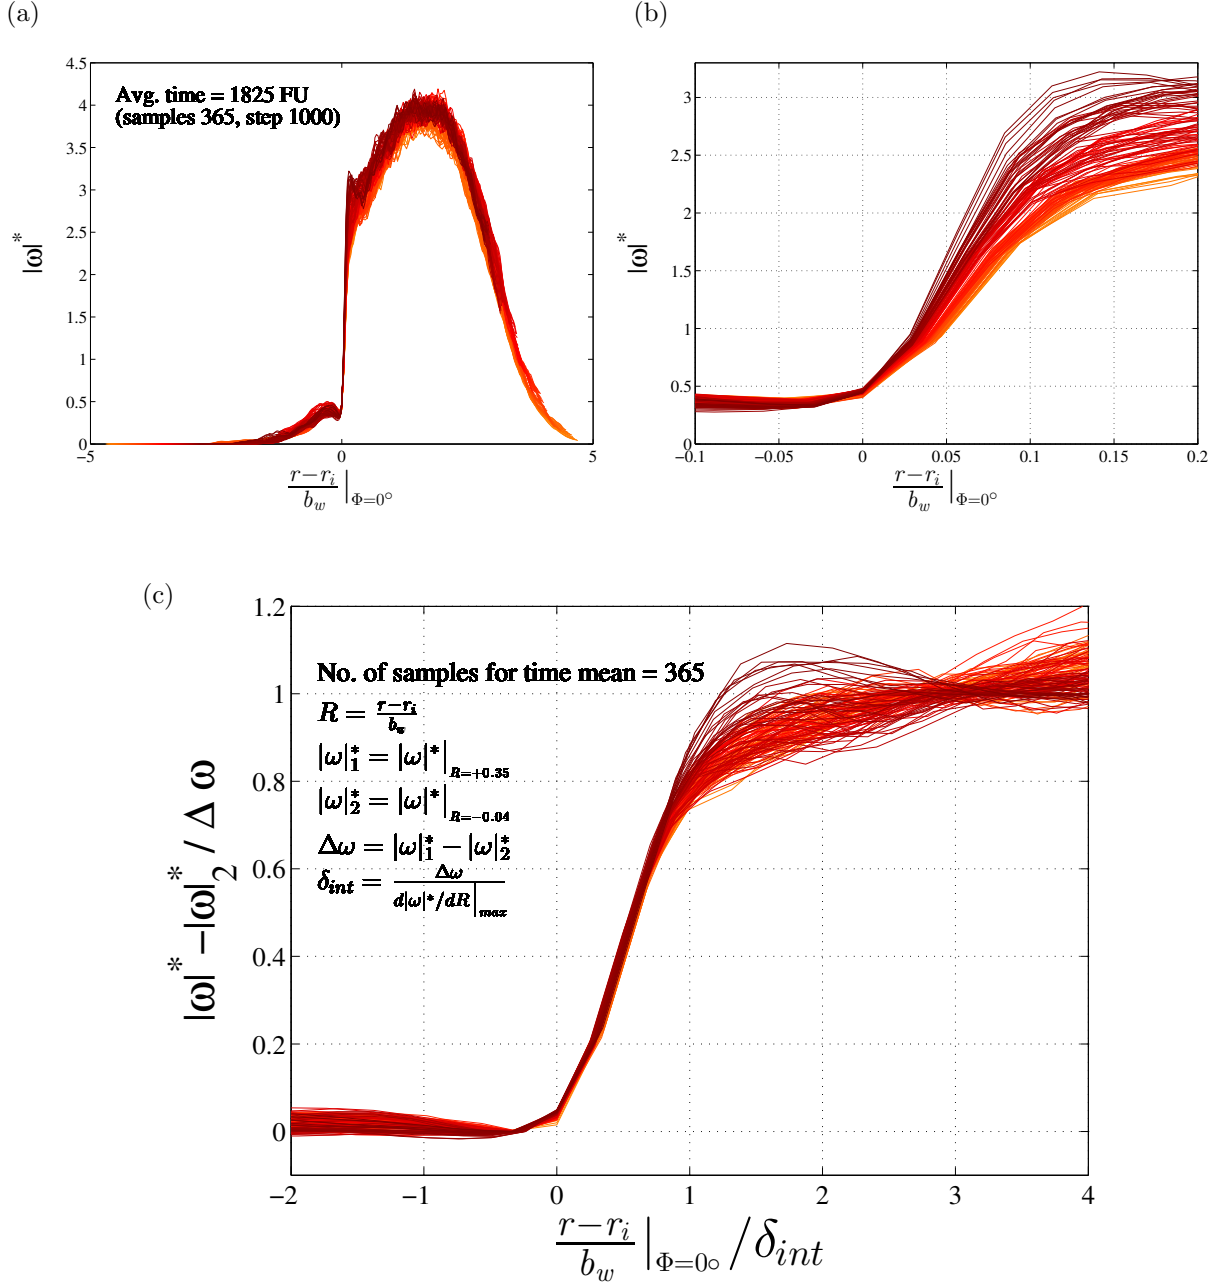 (a)
4.5
4
3.5
3
2.5
2
1.5
1
0.5
0
−5
0
5
Avg. time = 1825 FU
(samples 365, step 1000)
|ω|*
r−r_i / b_w |Φ=0°
(b)
3
2.5
2
1.5
1
0.5
0
−0.1
−0.05
0
0.05
0.1
0.15
0.2
|ω|*
r−r_i / b_w |Φ=0°
(c)
1.2
1
0.8
0.6
0.4
0.2
0
−2
−1
0
1
2
3
4
No. of samples for time mean = 365
R = r−r_i / b_w
|ω|*_1 = |ω|*|R=+0.35
|ω|*_2 = |ω|*|R=−0.04
Δω = |ω|*_1 − |ω|*_2
δ_int = Δω / d|ω|*/dR|max
|ω|*−|ω|*_2 / Δ ω
r−r_i / b_w |Φ=0° /δ_int